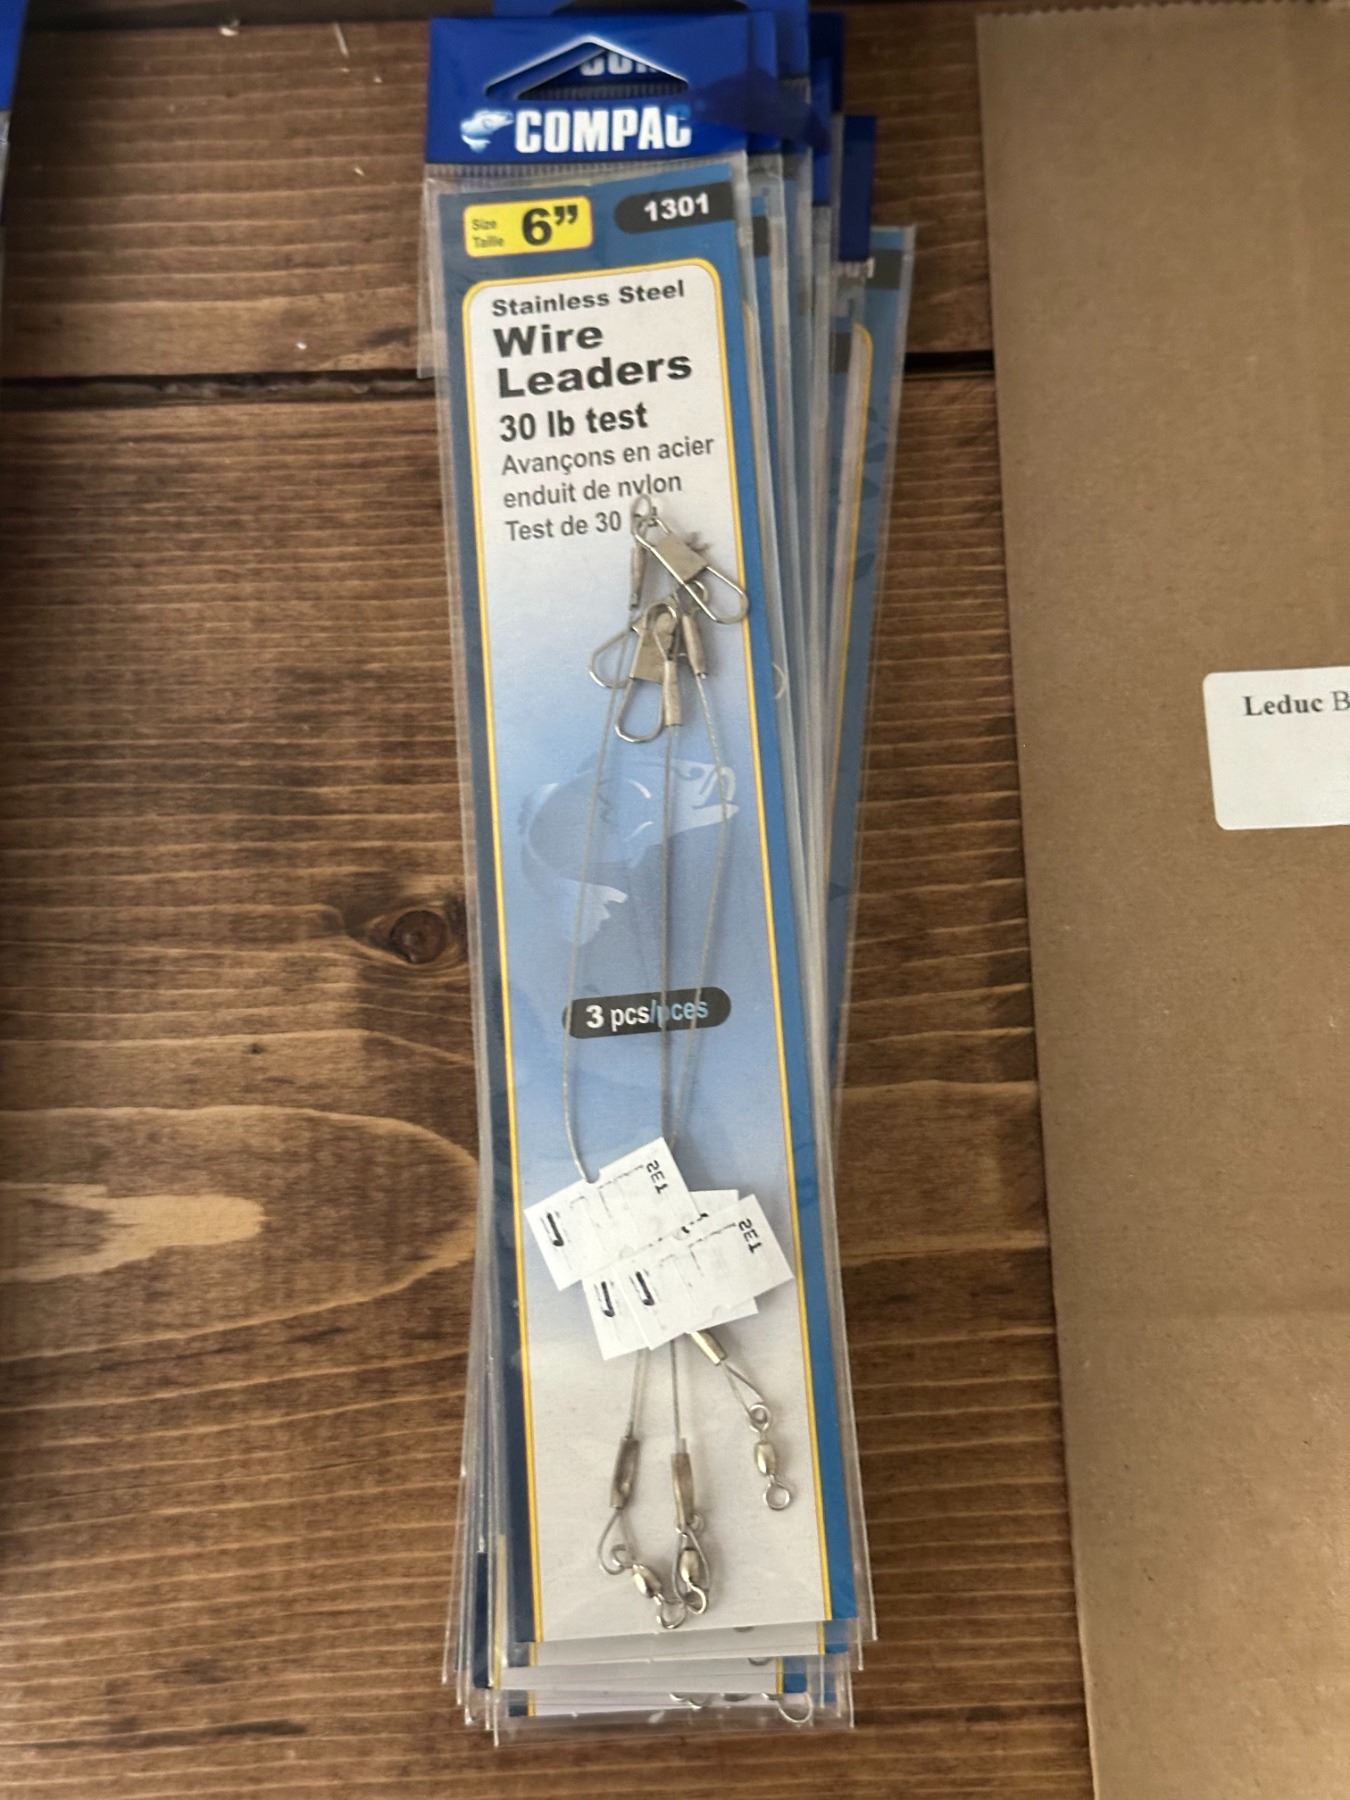 COMPAC
Size
Taille
6”
1301
Stainless Steel
Wire
Leaders
30 lb test
Avançons en acier
enduit de nylon
Test de 30
3 pcs/pces
Leduc B